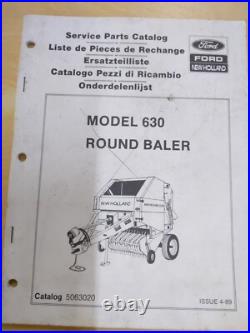 Service Parts Catalog
Liste de Pieces de Rechange
Ersatzteilliste
Catalogo Pezzi di Ricambio
Onderdelenlijst
Ford
FORD
NEW HOLLAND
MODEL 630
ROUND BALER
NEW HOLLAND
Catalog 5063020
ISSUE 4-89